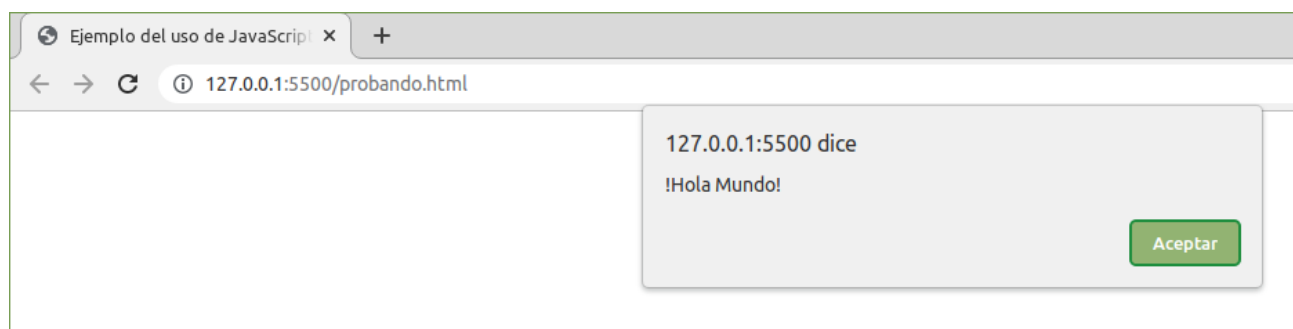 Ejemplo del uso de JavaScript
127.0.0.1:5500/probando.html
127.0.0.1:5500 dice
!Hola Mundo!
Aceptar